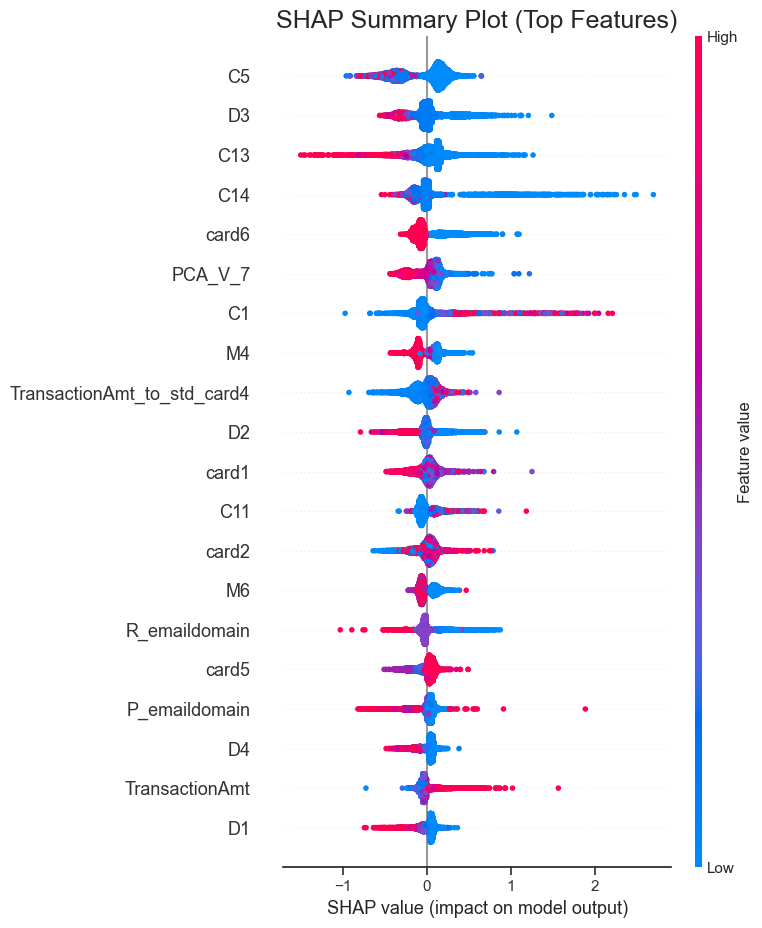 SHAP Summary Plot (Top Features)
High
C5
D3
C13
C14
card6
PCA_V_7
C1
M4
TransactionAmt_to_std_card4
D2
card1
C11
card2
M6
R_emaildomain
card5
P_emaildomain
D4
TransactionAmt
D1
Feature value
Low
−1 0 1 2
SHAP value (impact on model output)